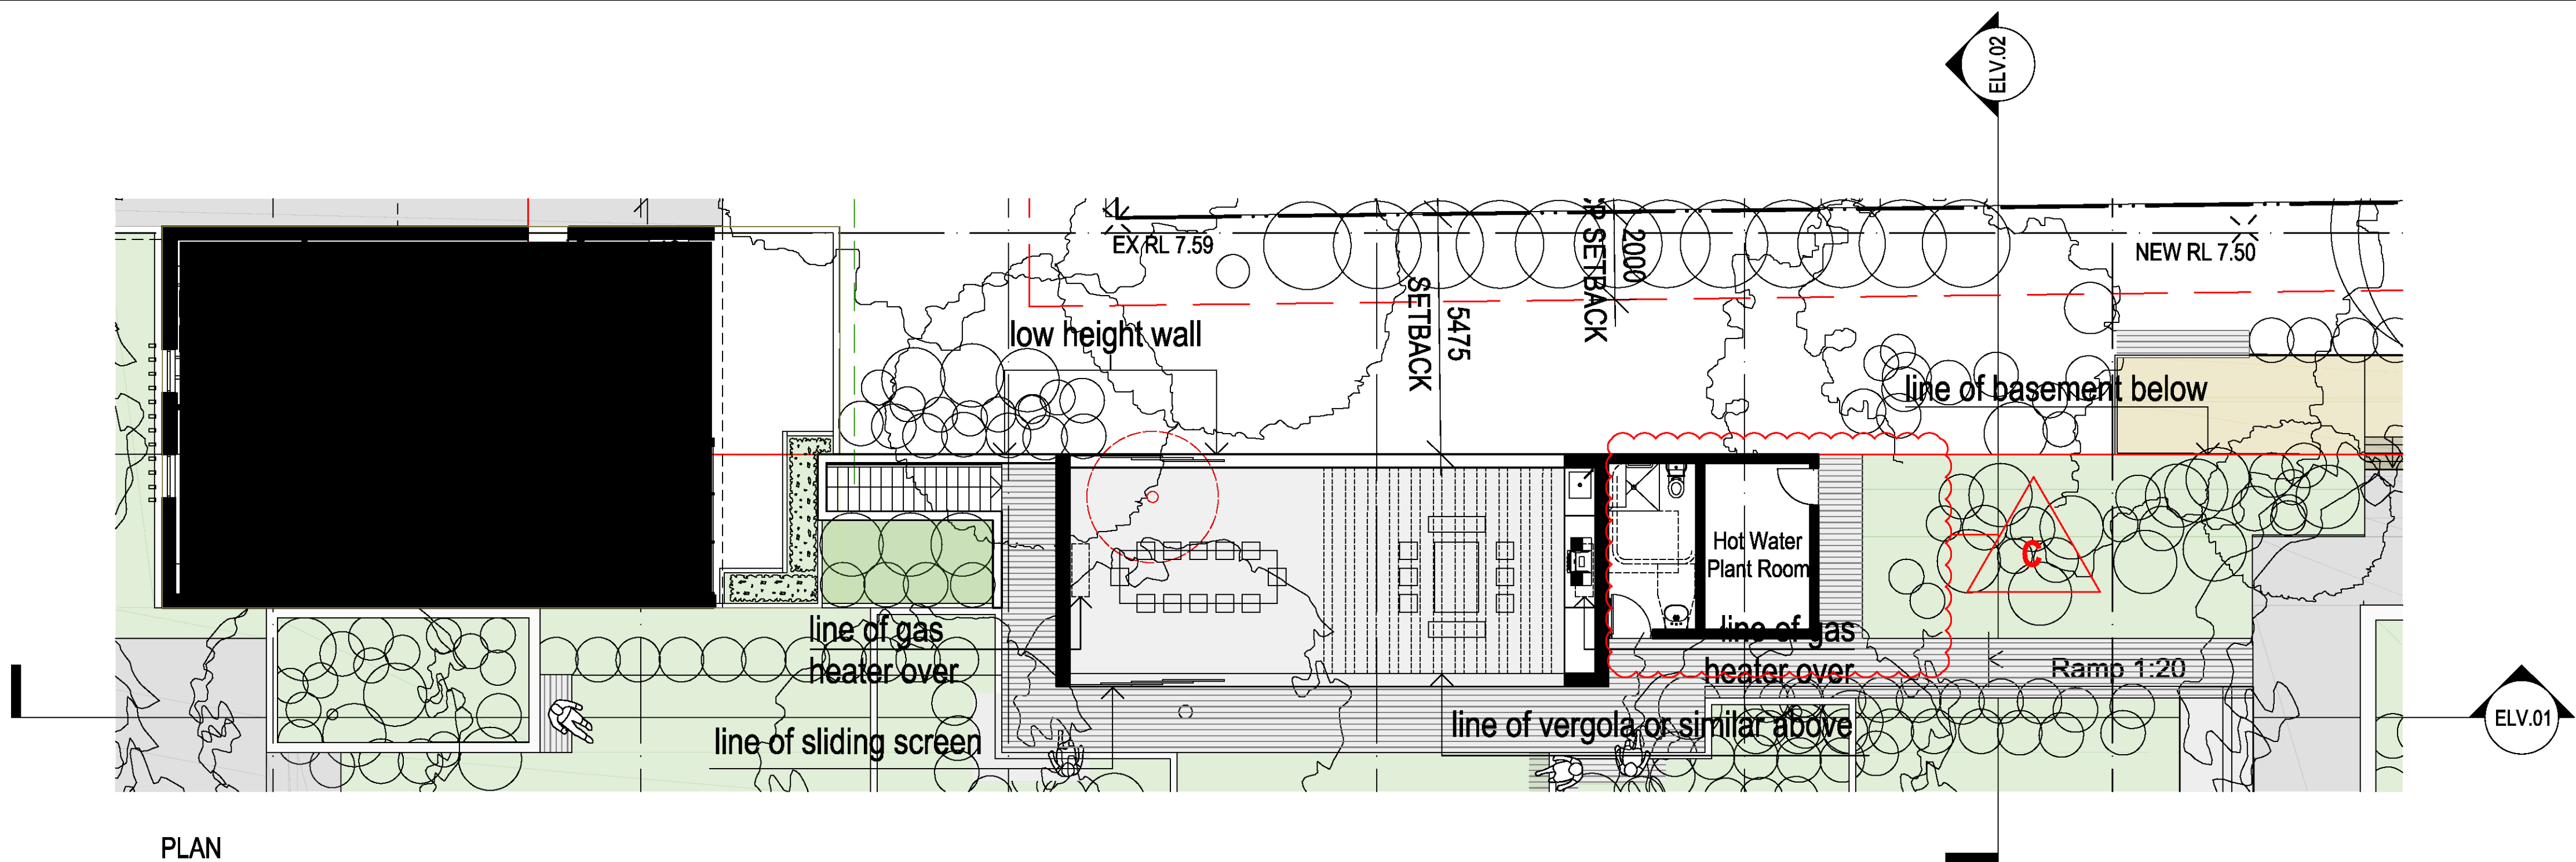 ELV.02
EX RL 7.59
SETBACK
2000
NEW RL 7.50
low height wall
SETBACK
5475
line of basement below
Hot Water
Plant Room
C
line of gas
heater over
line of gas
heater over
Ramp 1:20
line of sliding screen
line of vergola or similar above
ELV.01
PLAN